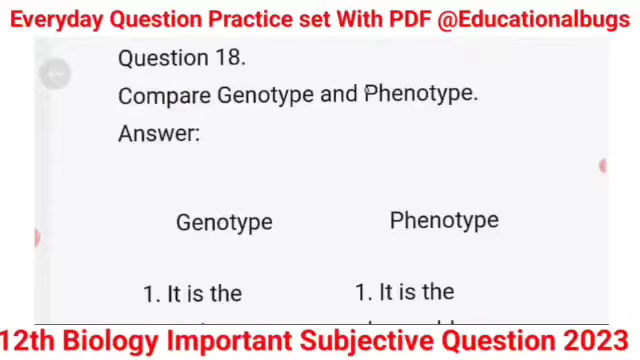 Everyday Question Practice set With PDF @Educationalbugs
Question 18.
Compare Genotype and Phenotype.
Answer:
Genotype Phenotype
1. It is the 1. It is the
12th Biology Important Subjective Question 2023